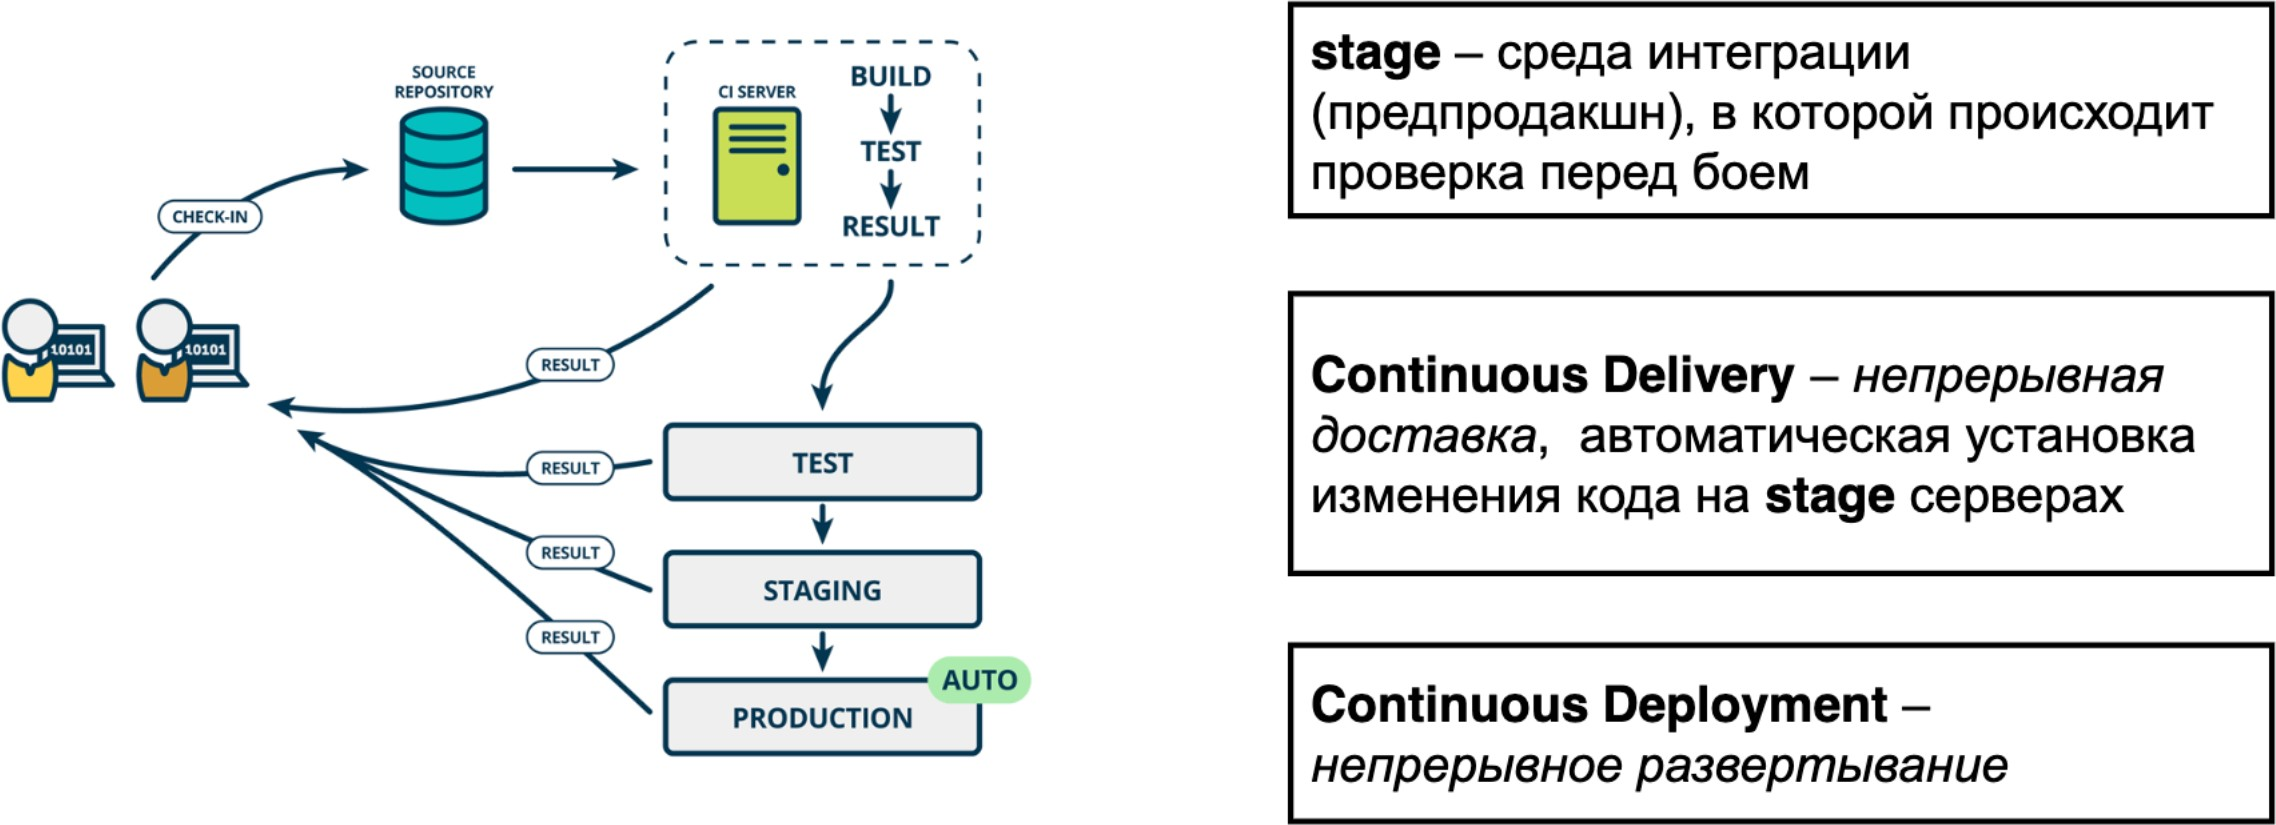 SOURCE
REPOSITORY
CI SERVER
BUILD
TEST
RESULT
CHECK-IN
10101
10101
RESULT
RESULT
RESULT
RESULT
TEST
STAGING
PRODUCTION
AUTO
stage – среда интеграции
(предпродакшн), в которой происходит
проверка перед боем
Continuous Delivery – непрерывная
доставка, автоматическая установка
изменения кода на stage серверах
Continuous Deployment –
непрерывное развертывание